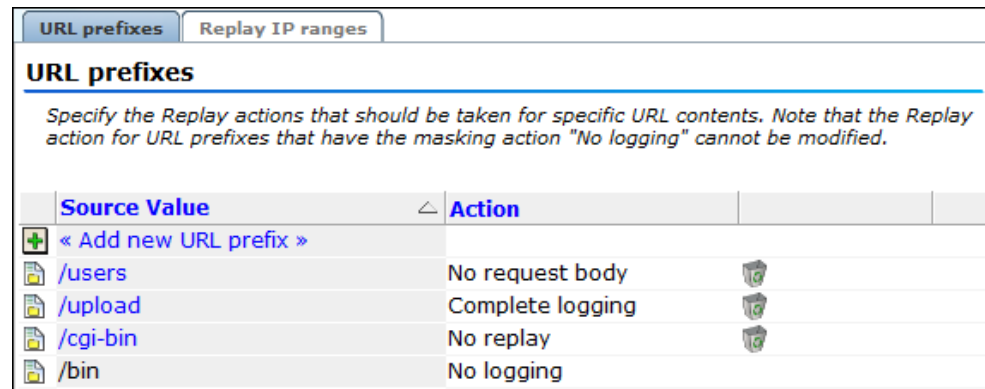 URL prefixes Replay IP ranges
URL prefixes
Specify the Replay actions that should be taken for specific URL contents. Note that the Replay
action for URL prefixes that have the masking action "No logging" cannot be modified.
Source Value Action
« Add new URL prefix »
/users No request body
/upload Complete logging
/cgi-bin No replay
/bin No logging